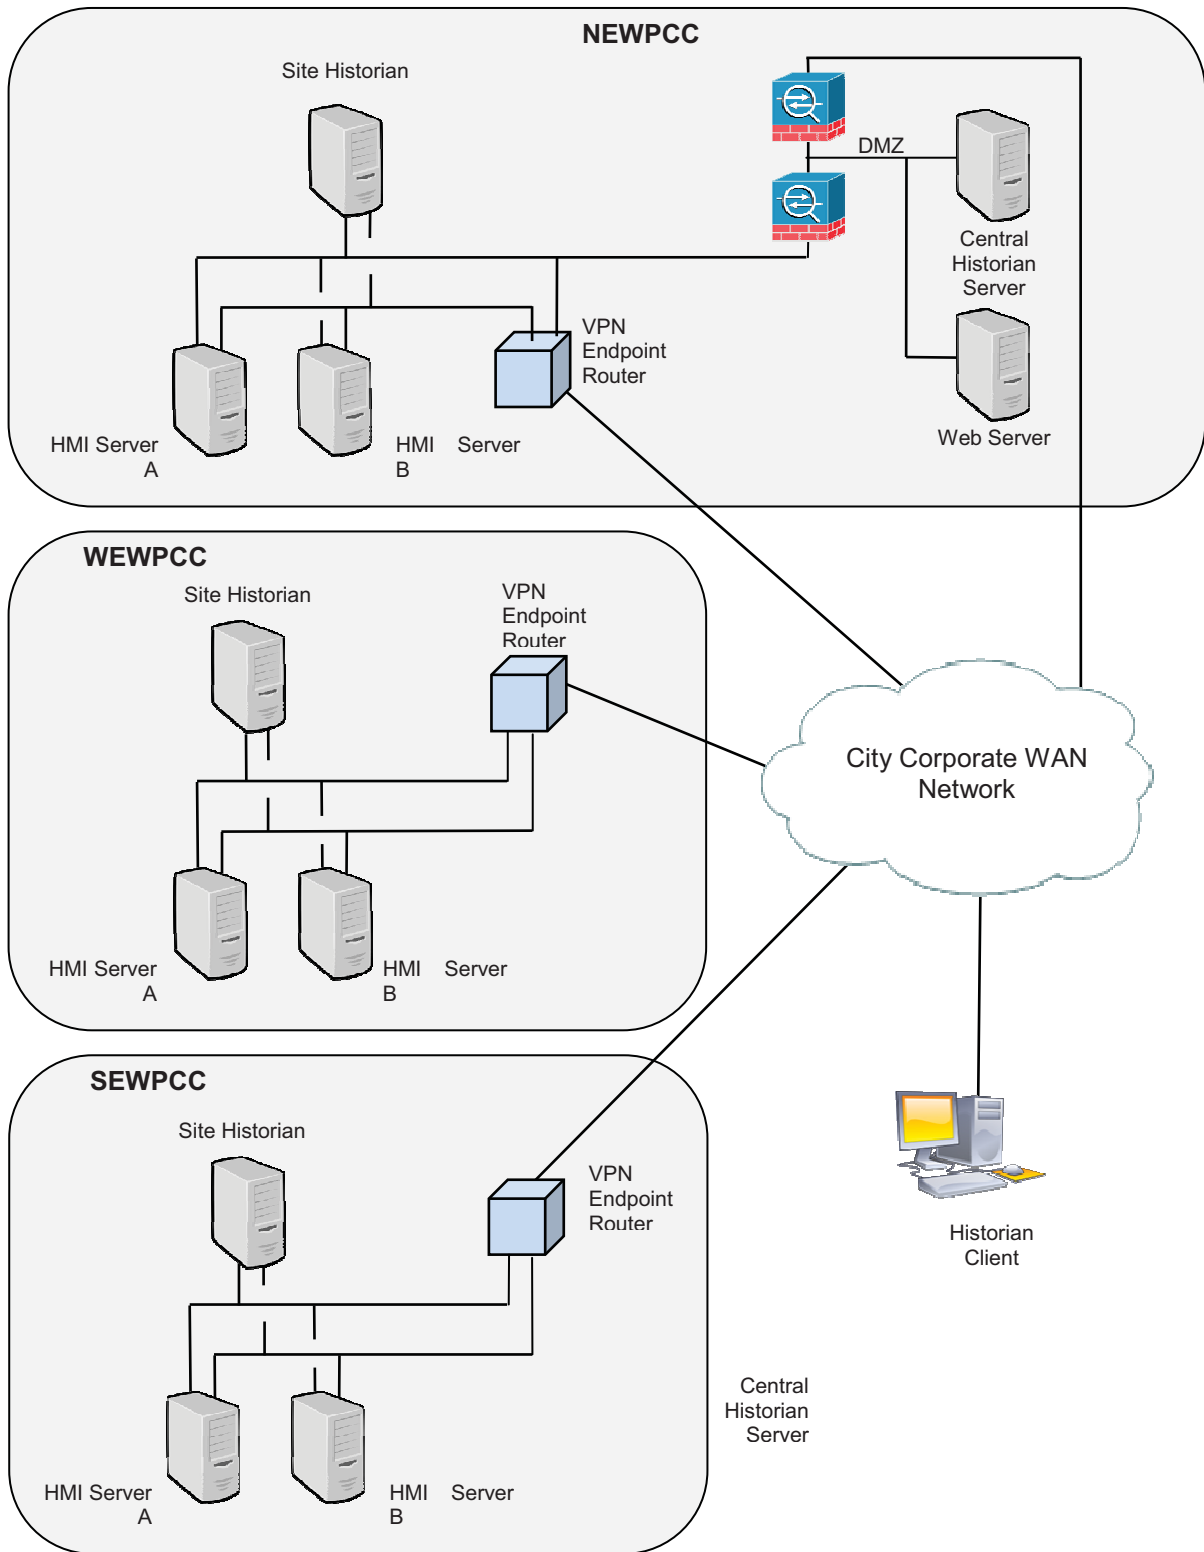 NEWPCC
Site Historian
DMZ
Central
Historian
Server
VPN
Endpoint
Router
HMI Server
A
HMI Server
B
Web Server
WEWPCC
Site Historian
VPN
Endpoint
Router
City Corporate WAN
Network
HMI Server
A
HMI Server
B
SEWPCC
Site Historian
VPN
Endpoint
Router
Historian
Client
Central
Historian
Server
HMI Server
A
HMI Server
B